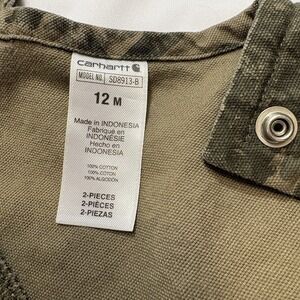 carhartt
MODEL NO. SD8913-B
12 M
Made in INDONESIA
Fabriqué en
INDONÉSIE
Hecho en
INDONESIA
100% COTTON
100% COTON
100% ALGODÓN
2-PIECES
2-PIÈCES
2-PIEZAS